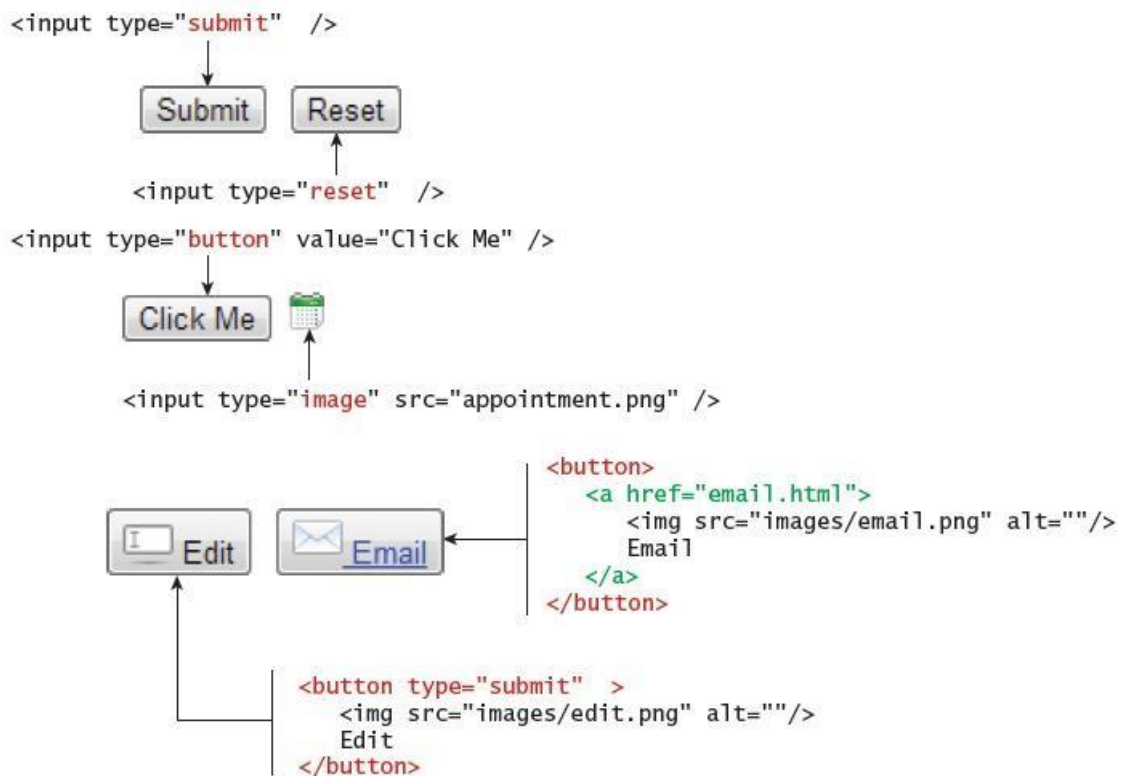 <input type="submit"  />
Submit Reset
<input type="reset"  />
<input type="button" value="Click Me" />
Click Me
<input type="image" src="appointment.png" />
<button>
<a href="email.html">
<img src="images/email.png" alt=""/>
Email
</a>
</button>
Edit Email
<button type="submit"  >
<img src="images/edit.png" alt=""/>
Edit
</button>